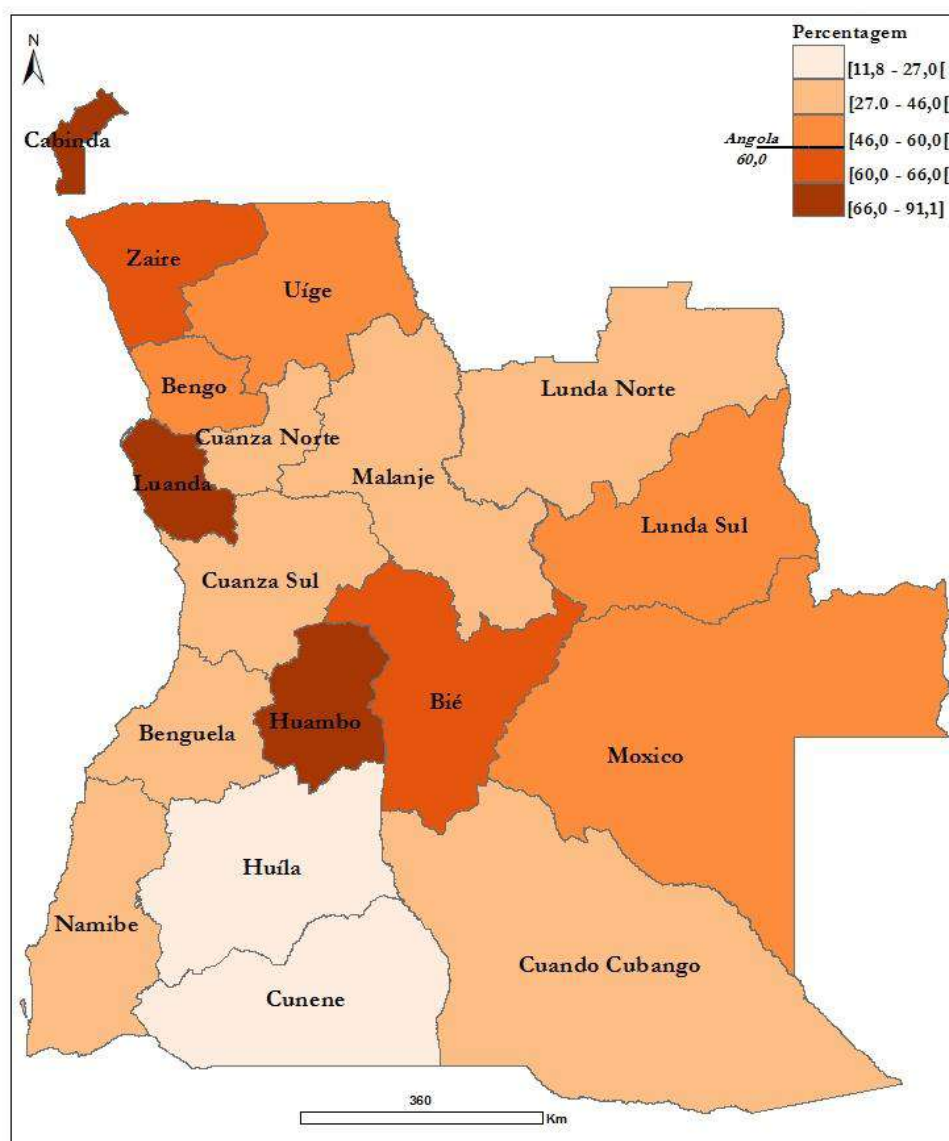 Percentagem
N
[11,8 - 27,0[
[27.0 - 46,0[
[46,0 - 60,0[
Angola
60,0
[60,0 - 66,0[
[66,0 - 91,1]
Cabinda
Zaire
Uíge
Bengo
Lunda Norte
Cuanza Norte
Luanda
Malanje
Lunda Sul
Cuanza Sul
Bié
Huambo
Benguela
Moxico
Huíla
Namibe
Cuando Cubango
Cunene
360
Km